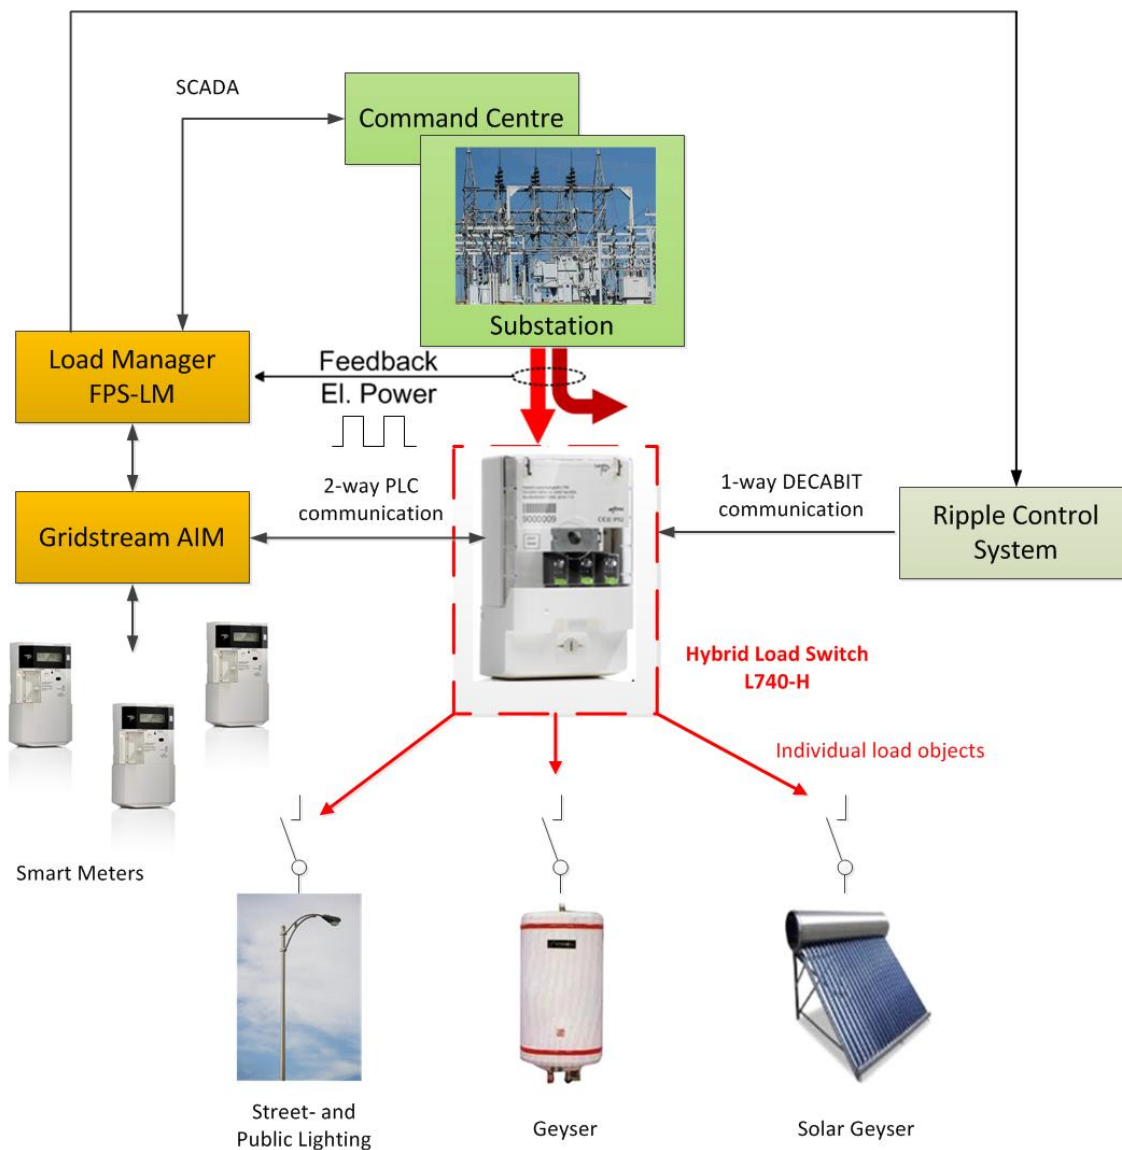 SCADA
Command Centre
Substation
Load Manager
FPS-LM
Feedback
El. Power
2-way PLC
communication
1-way DECABIT
communication
Gridstream AIM
Ripple Control
System
9000009
Hybrid Load Switch
L740-H
Individual load objects
Smart Meters
Street- and
Public Lighting
Geyser
Solar Geyser